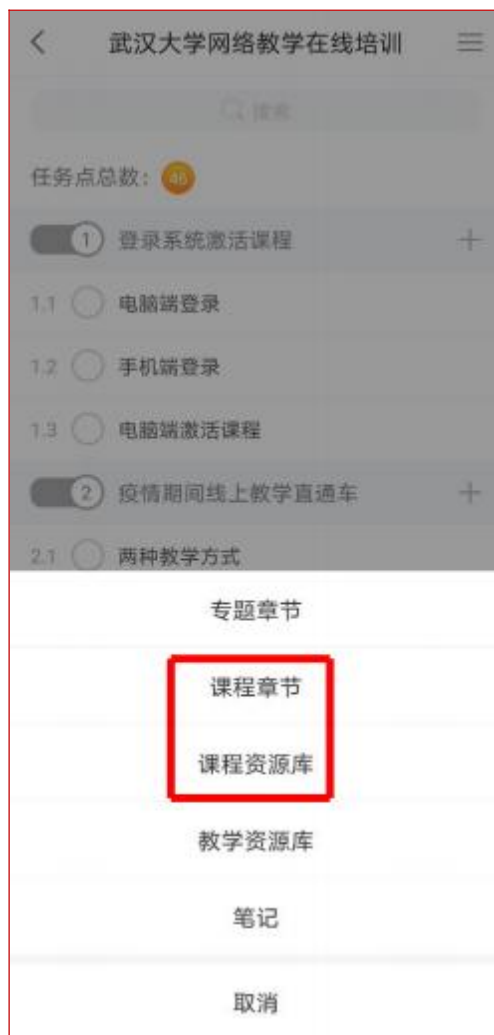 武汉大学网络教学在线培训
搜索
任务点总数：46
1 登录系统激活课程
1.1 电脑端登录
1.2 手机端登录
1.3 电脑端激活课程
2 疫情期间线上教学直通车
2.1 两种教学方式
专题章节
课程章节
课程资源库
教学资源库
笔记
取消